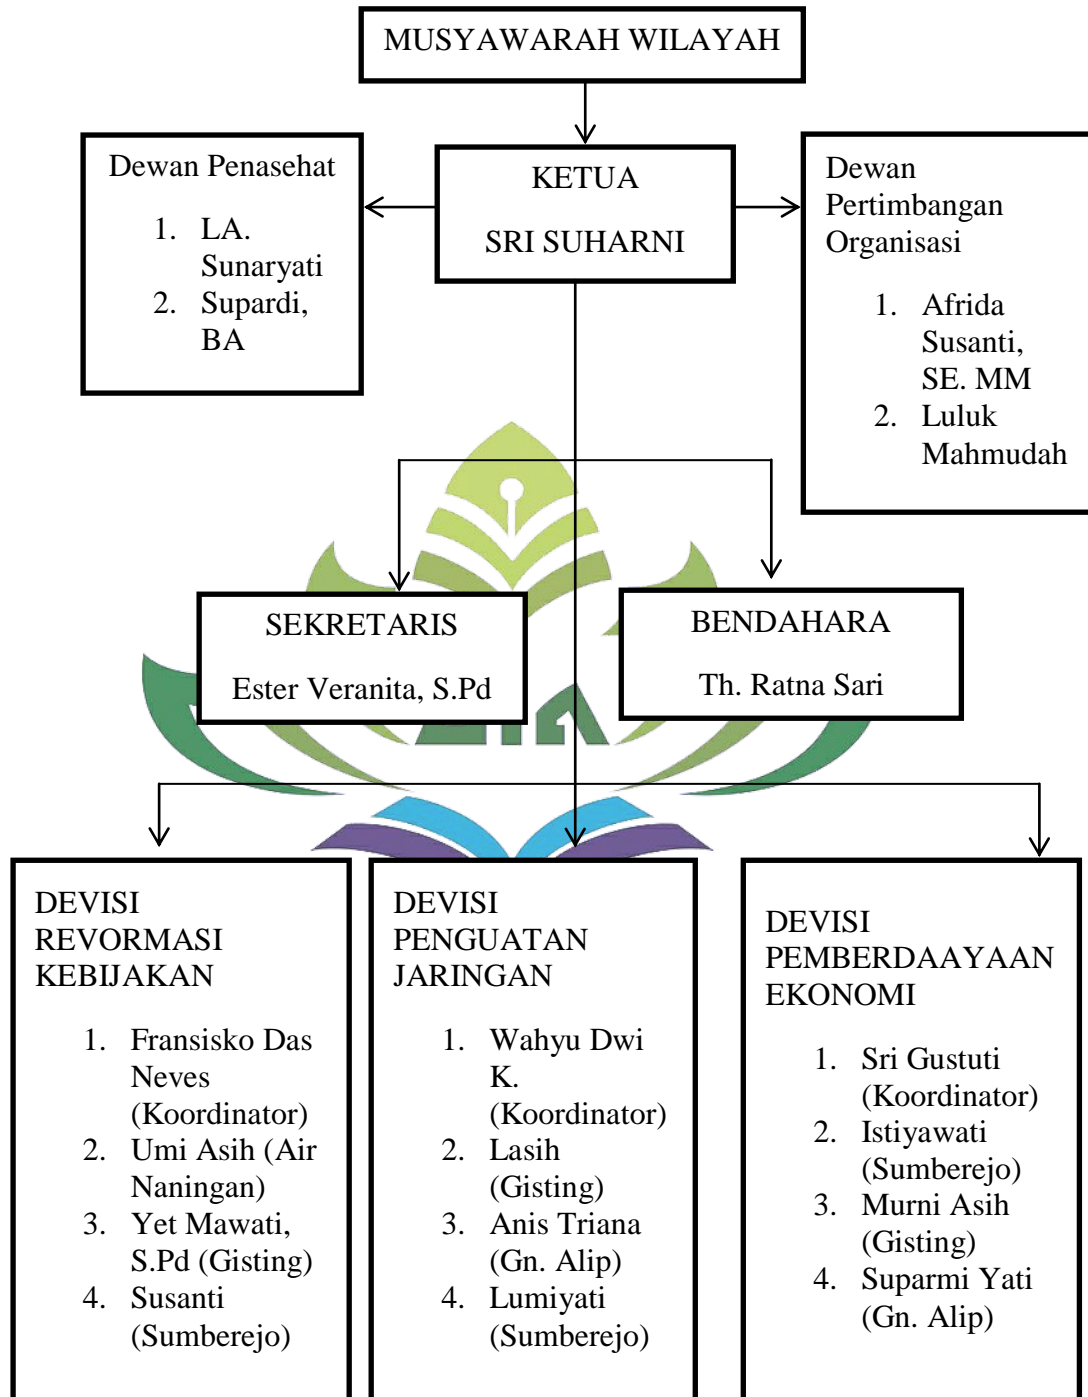 MUSYAWARAH WILAYAH
Dewan Penasehat
1. LA.
Sunaryati
2. Supardi,
BA
KETUA
SRI SUHARNI
Dewan
Pertimbangan
Organisasi
1. Afrida
Susanti,
SE. MM
2. Luluk
Mahmudah
SEKRETARIS
Ester Veranita, S.Pd
BENDAHARA
Th. Ratna Sari
DEVISI
REVORMASI
KEBIJAKAN
1. Fransisko Das
Neves
(Koordinator)
2. Umi Asih (Air
Naningan)
3. Yet Mawati,
S.Pd (Gisting)
4. Susanti
(Sumberejo)
DEVISI
PENGUATAN
JARINGAN
1. Wahyu Dwi
K.
(Koordinator)
2. Lasih
(Gisting)
3. Anis Triana
(Gn. Alip)
4. Lumiyati
(Sumberejo)
DEVISI
PEMBERDAAYAAN
EKONOMI
1. Sri Gustuti
(Koordinator)
2. Istiyawati
(Sumberejo)
3. Murni Asih
(Gisting)
4. Suparmi Yati
(Gn. Alip)